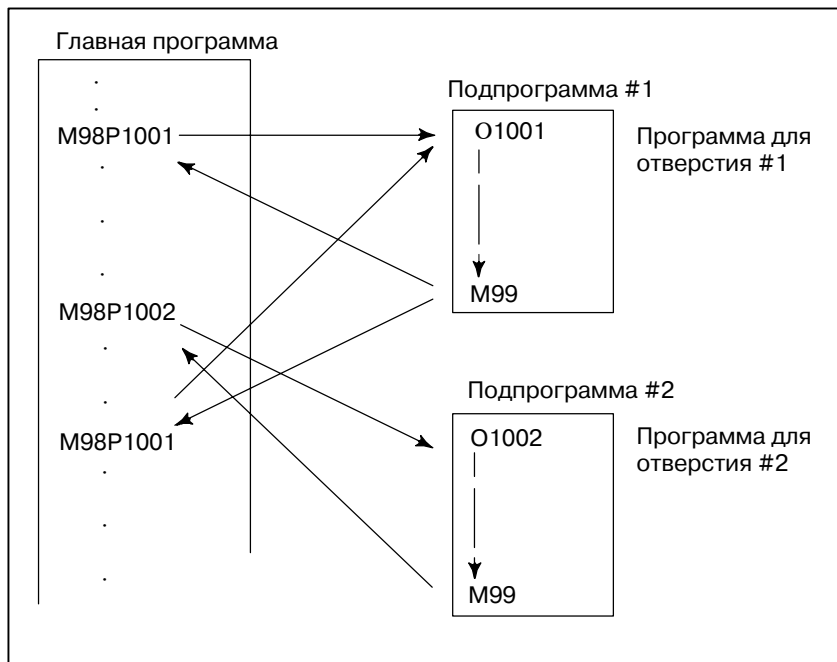 Главная программа
M98P1001
M98P1002
M98P1001
Подпрограмма #1
O1001
M99
Программа для
отверстия #1
Подпрограмма #2
O1002
M99
Программа для
отверстия #2